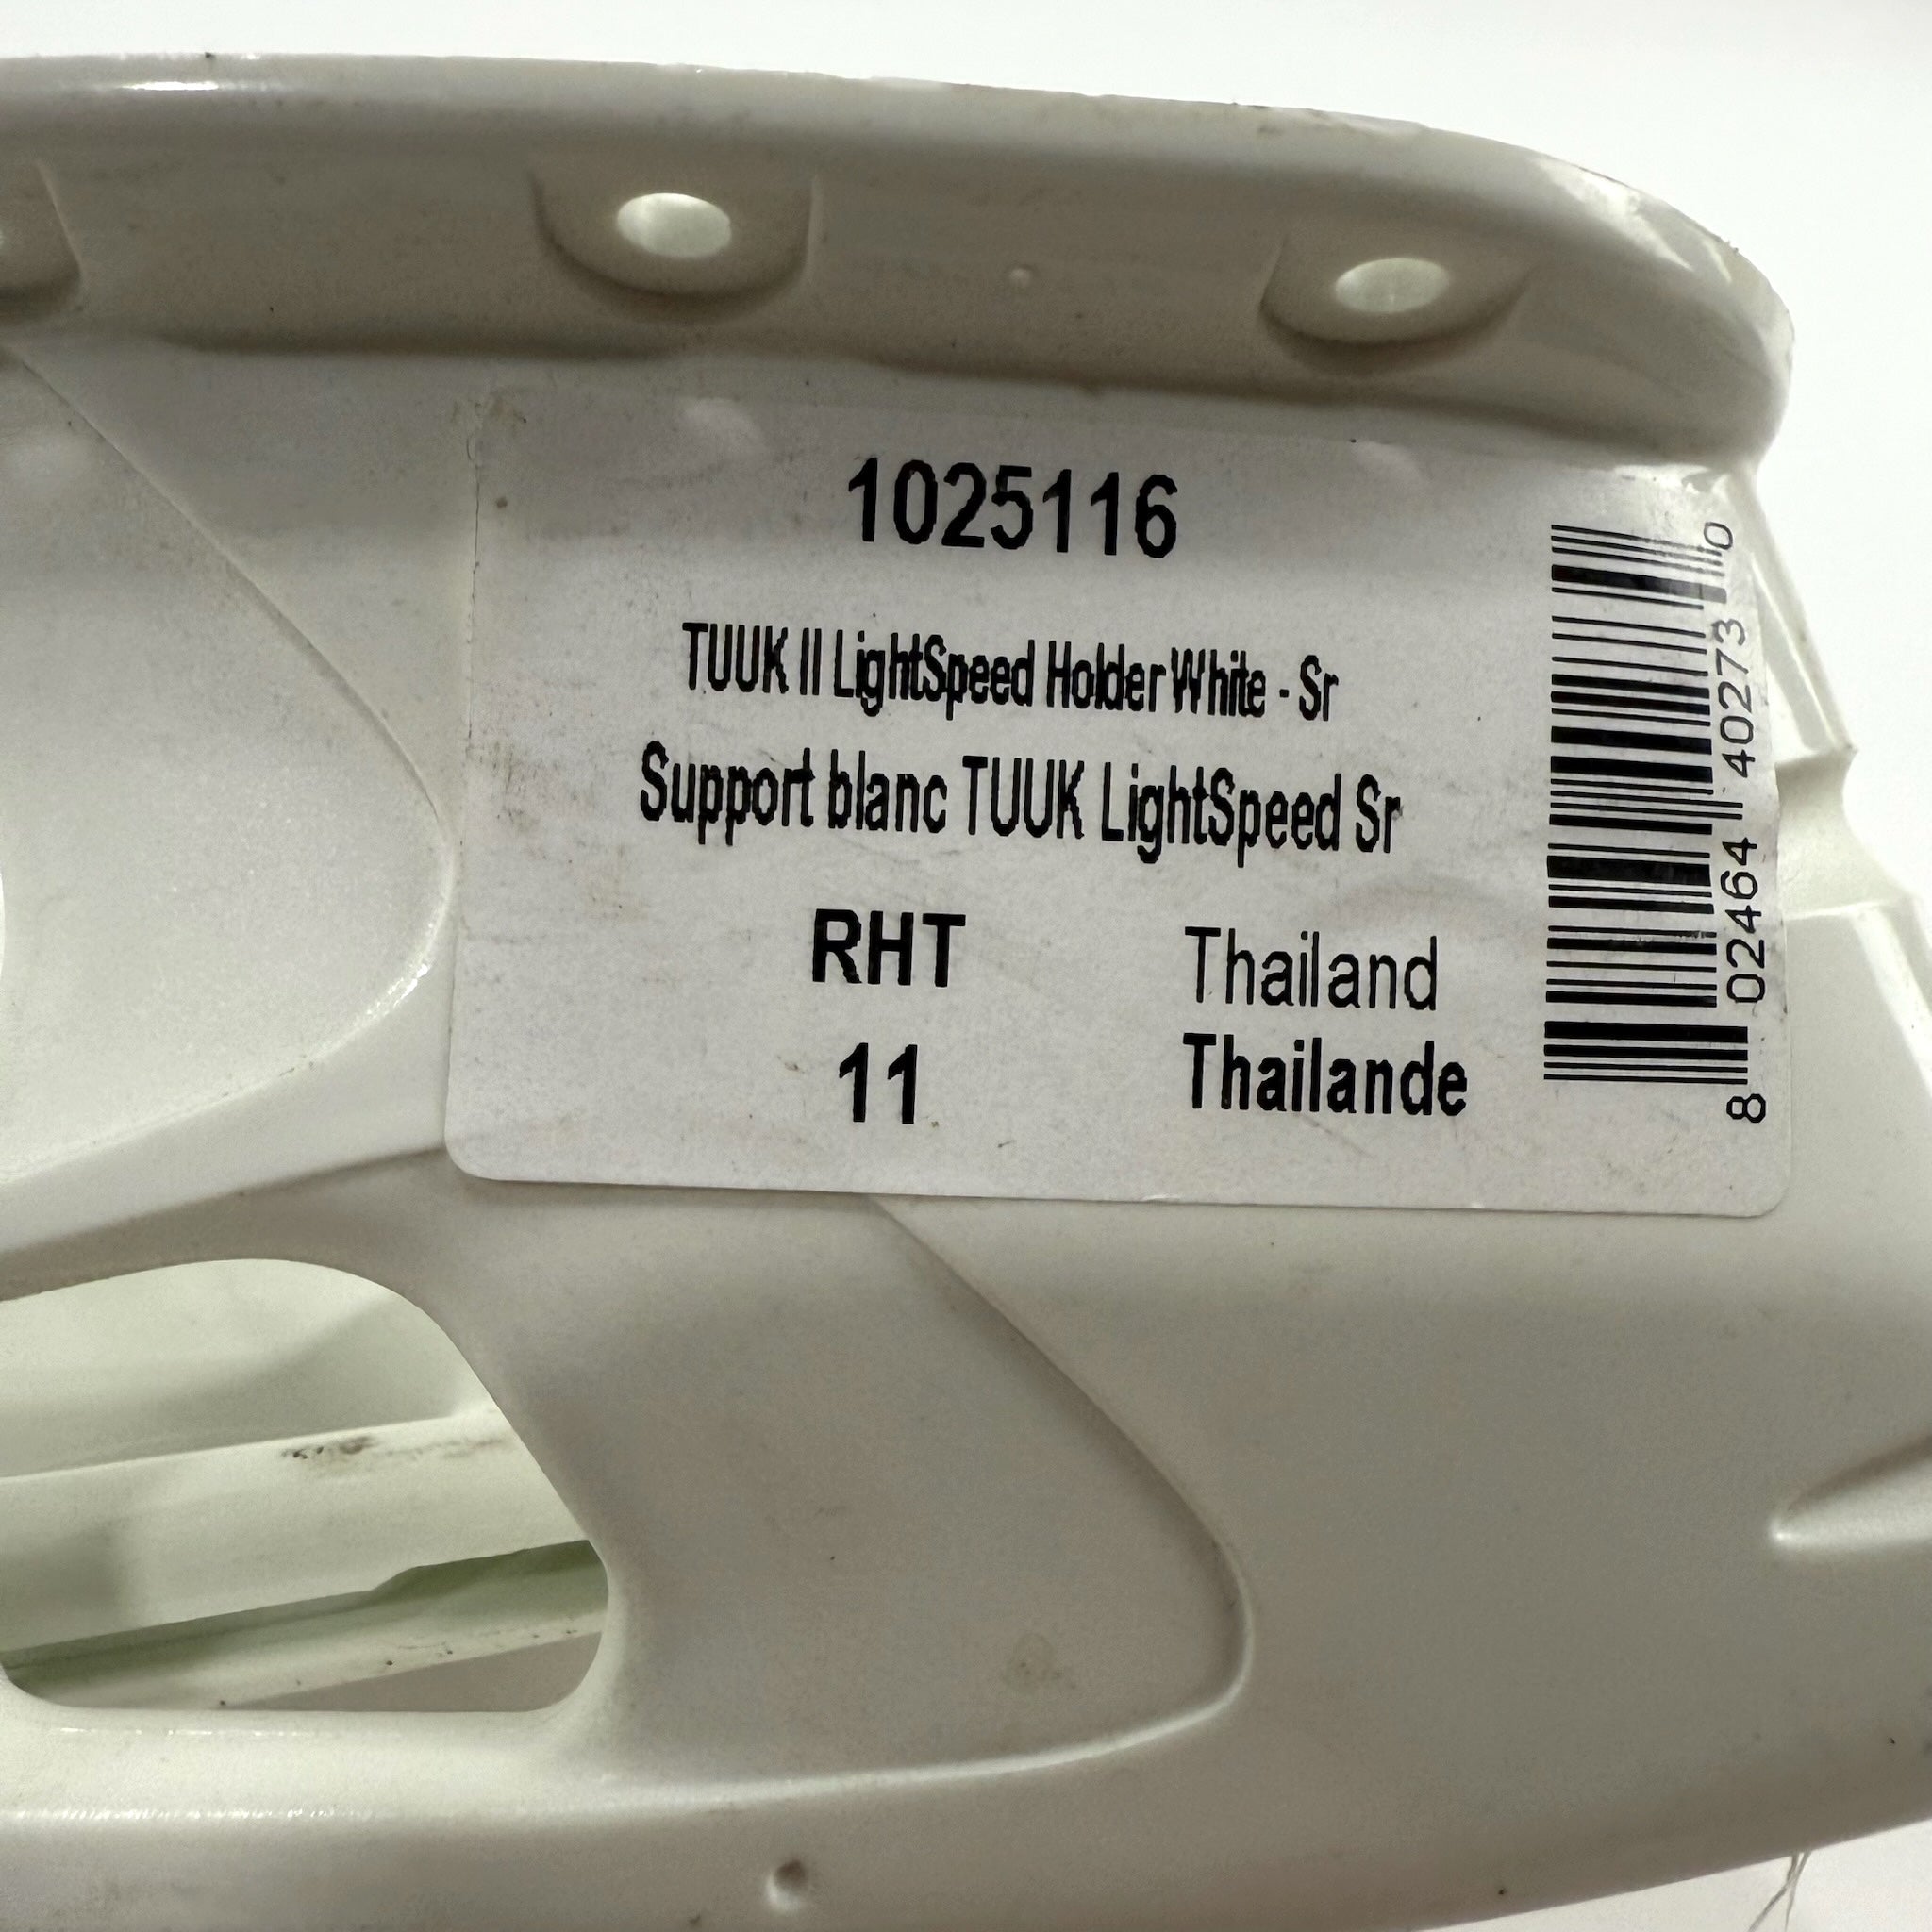 1025116
TUUK II LightSpeed Holder White - Sr
Support blanc TUUK LightSpeed Sr
RHT
Thailand
11
Thailande
8 02464 40273 0